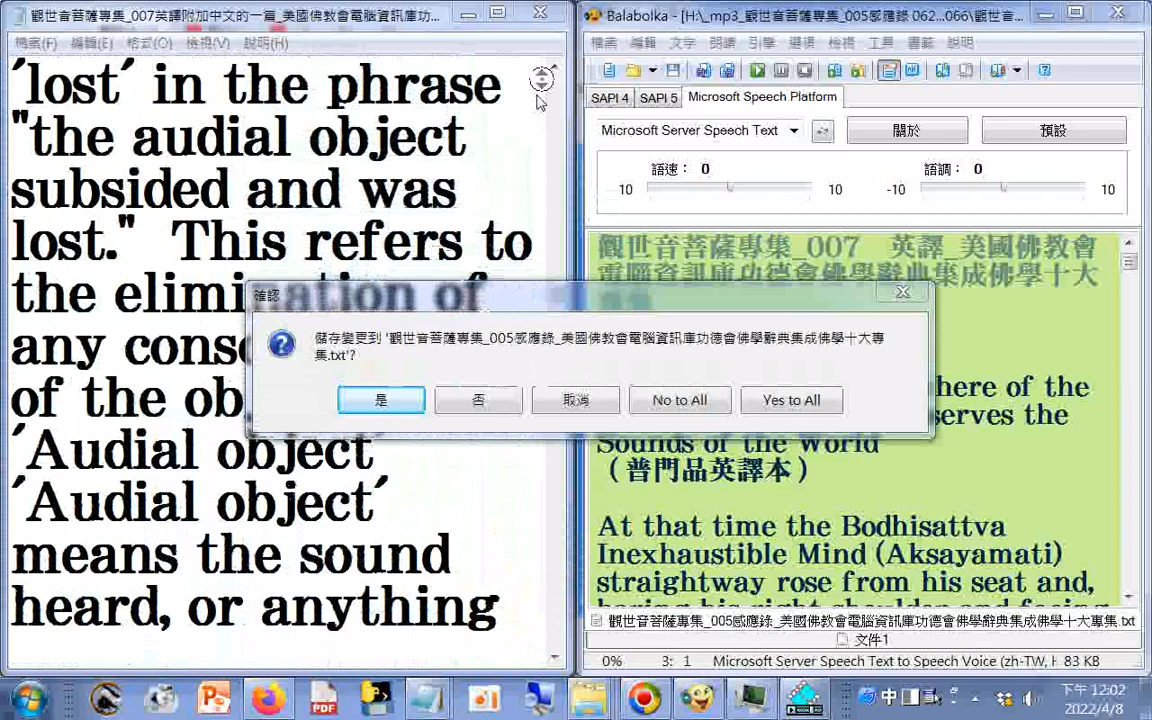 觀世音菩薩專集_007英譯附加中文的一篇_美國佛教會電腦資訊庫功...
檔案(F) 編輯(E) 格式(O) 檢視(V) 說明(H)
'lost' in the phrase
"the audial object
subsided and was
lost." This refers to
the elimination of
any cons
of the ob
'Audial object'
'Audial object'
means the sound
heard, or anything
Balabolka - [H:\_mp3_觀世音菩薩專集_005感應錄 062...066\觀世音...
檔案 編輯 文字 朗讀 引擎 選項 檢視 工具 書籤 說明
SAPI 4 SAPI 5 Microsoft Speech Platform
Microsoft Server Speech Text 關於 預設
語速： 0 語調： 0
10 10 -10 10
觀世音菩薩專集_007 英譯_美國佛教會
電腦資訊庫功德會佛學辭典集成佛學十大
here of the
serves the
Sounds of the World
（普門品英譯本）
At that time the Bodhisattva
Inexhaustible Mind (Aksayamati)
straightway rose from his seat and,
baring his right shoulder and facing
觀世音菩薩專集_005感應錄_美國佛教會電腦資訊庫功德會佛學辭典集成佛學十大專集.txt
文件1
0% 3: 1 Microsoft Server Speech Text to Speech Voice (zh-TW, H 83 KB
確認
儲存變更到 '觀世音菩薩專集_005感應錄_美國佛教會電腦資訊庫功德會佛學辭典集成佛學十大專
集.txt'?
是 否 取消 No to All Yes to All
PDF
中
下午 12:02
2022/4/8